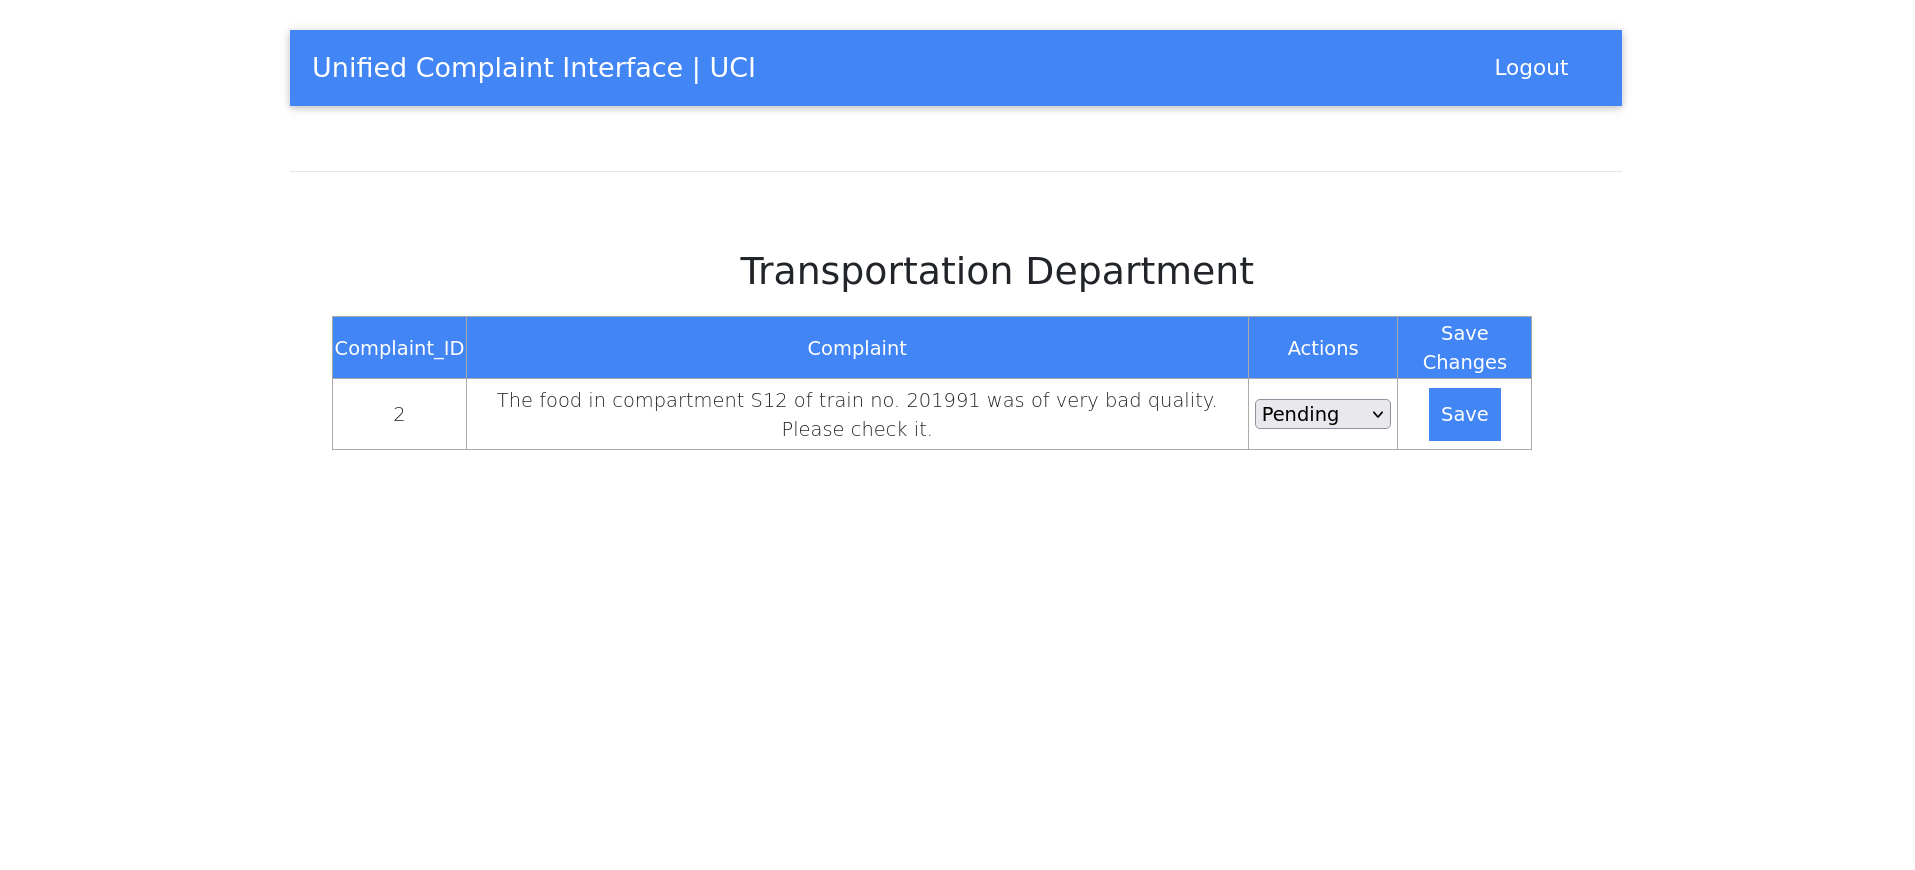 Unified Complaint Interface | UCI
Logout
Transportation Department
Complaint_ID
Complaint
Actions
Save
Changes
2
The food in compartment S12 of train no. 201991 was of very bad quality.
Please check it.
Pending
Save